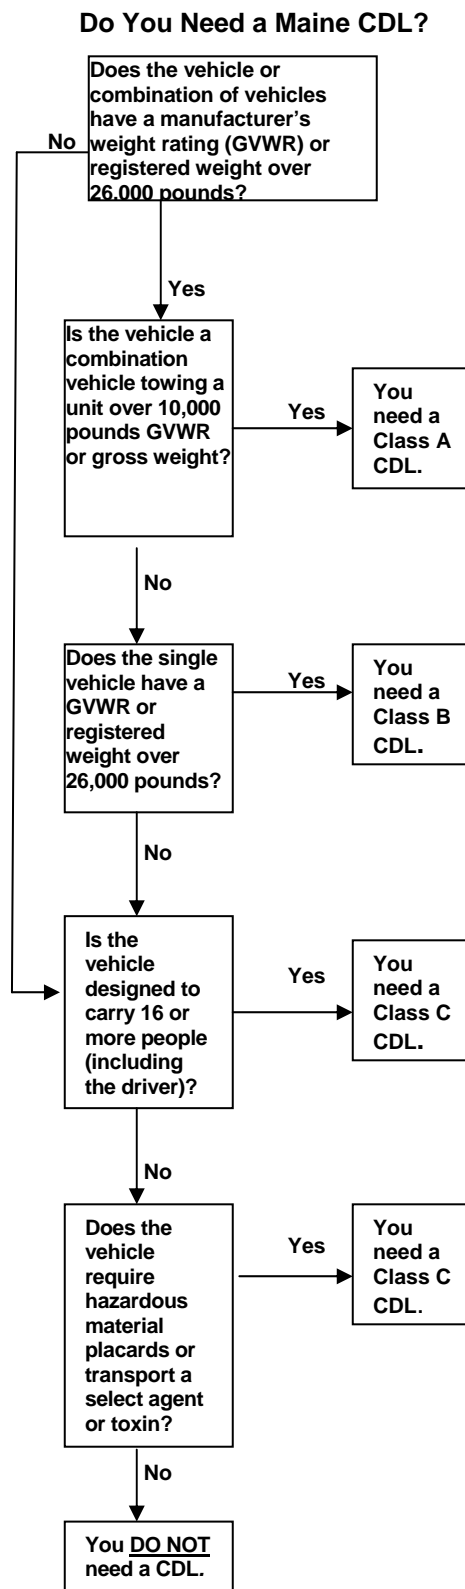 Do You Need a Maine CDL?
Does the vehicle or
combination of vehicles
have a manufacturer's
weight rating (GVWR) or
registered weight over
26,000 pounds?
No
Yes
Is the vehicle a
combination
vehicle towing a
unit over 10,000
pounds GVWR
or gross weight?
Yes
You
need a
Class A
CDL.
No
Does the single
vehicle have a
GVWR or
registered
weight over
26,000 pounds?
Yes
You
need a
Class B
CDL.
No
Is the
vehicle
designed to
carry 16 or
more people
(including
the driver)?
Yes
You
need a
Class C
CDL.
No
Does the
vehicle
require
hazardous
material
placards or
transport a
select agent
or toxin?
Yes
You
need a
Class C
CDL.
No
You DO NOT
need a CDL.